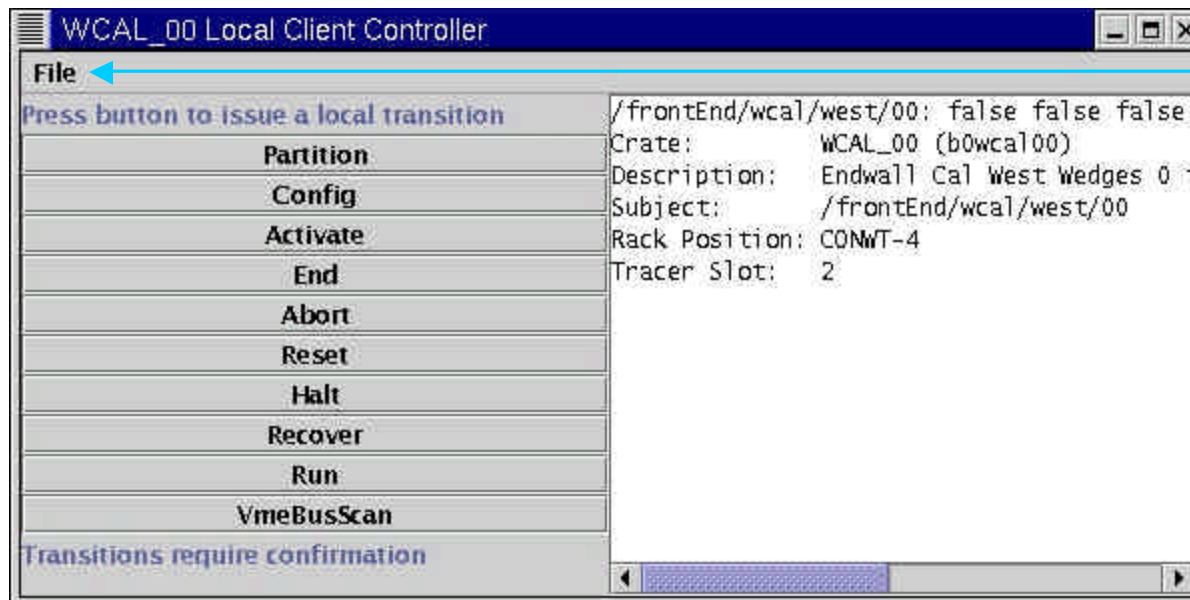 WCAL_00 Local Client Controller
File
Press button to issue a local transition
Partition
Config
Activate
End
Abort
Reset
Halt
Recover
Run
VmeBusScan
Transitions require confirmation
/frontEnd/wcal/west/00: false false false
Crate: WCAL_00 (b0wcal00)
Description: Endwall Cal West Wedges 0
Subject: /frontEnd/wcal/west/00
Rack Position: CONWT-4
Tracer Slot: 2